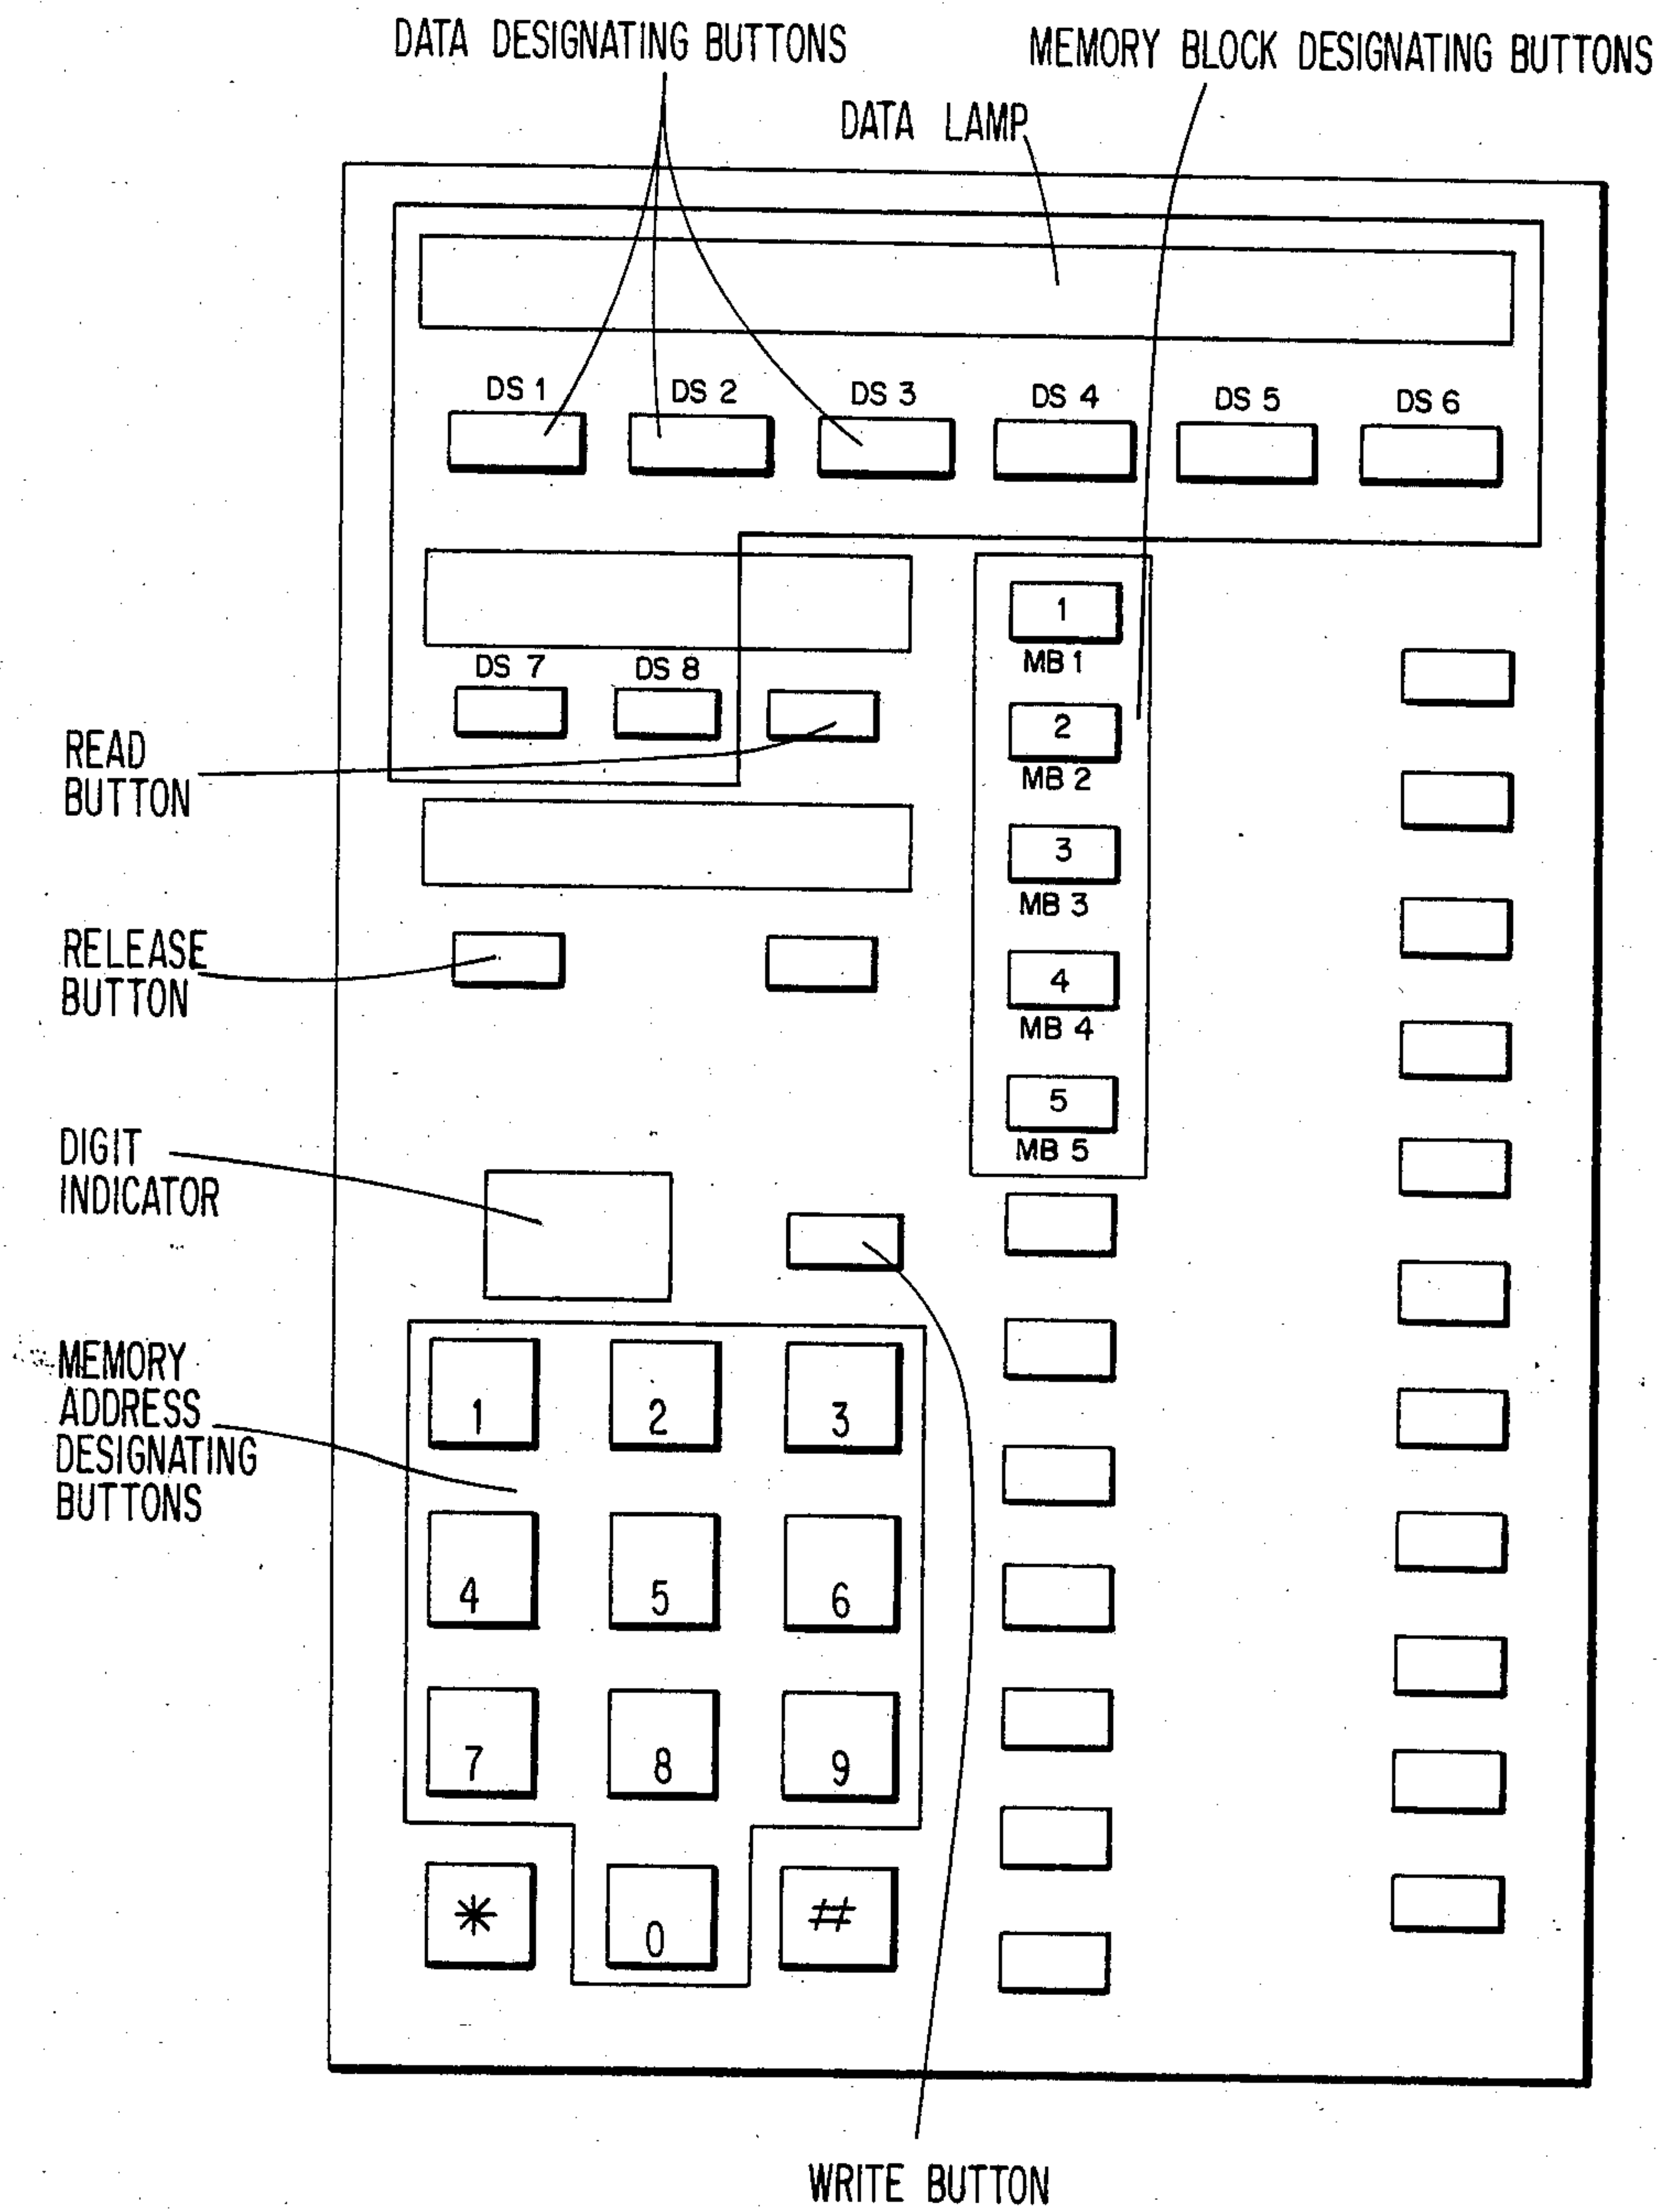 DATA DESIGNATING BUTTONS
MEMORY BLOCK DESIGNATING BUTTONS
DATA LAMP
DS 1
DS 2
DS 3
DS 4
DS 5
DS 6
1
MB 1
DS 7
DS 8
2
MB 2
READ
BUTTON
3
MB 3
RELEASE
BUTTON
4
MB 4
5
MB 5
DIGIT
INDICATOR
MEMORY
ADDRESS
DESIGNATING
BUTTONS
1
2
3
4
5
6
7
8
9
*
0
#
WRITE BUTTON